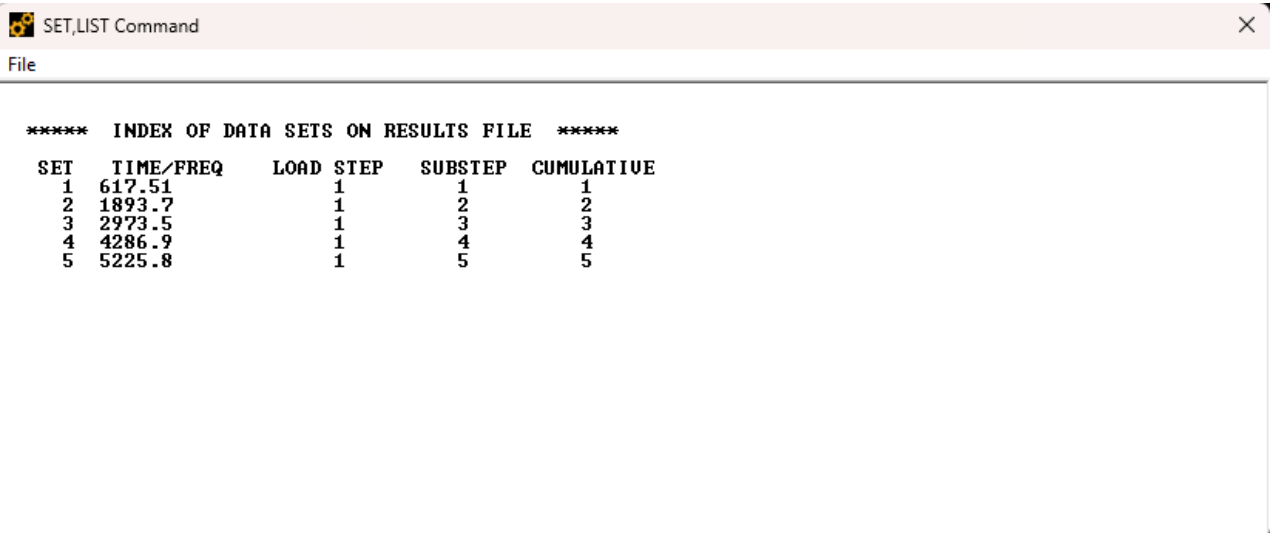 SET,LIST Command
File
***** INDEX OF DATA SETS ON RESULTS FILE *****
SET TIME/FREQ LOAD STEP SUBSTEP CUMULATIVE
1 617.51 1 1 1
2 1893.7 1 2 2
3 2973.5 1 3 3
4 4286.9 1 4 4
5 5225.8 1 5 5